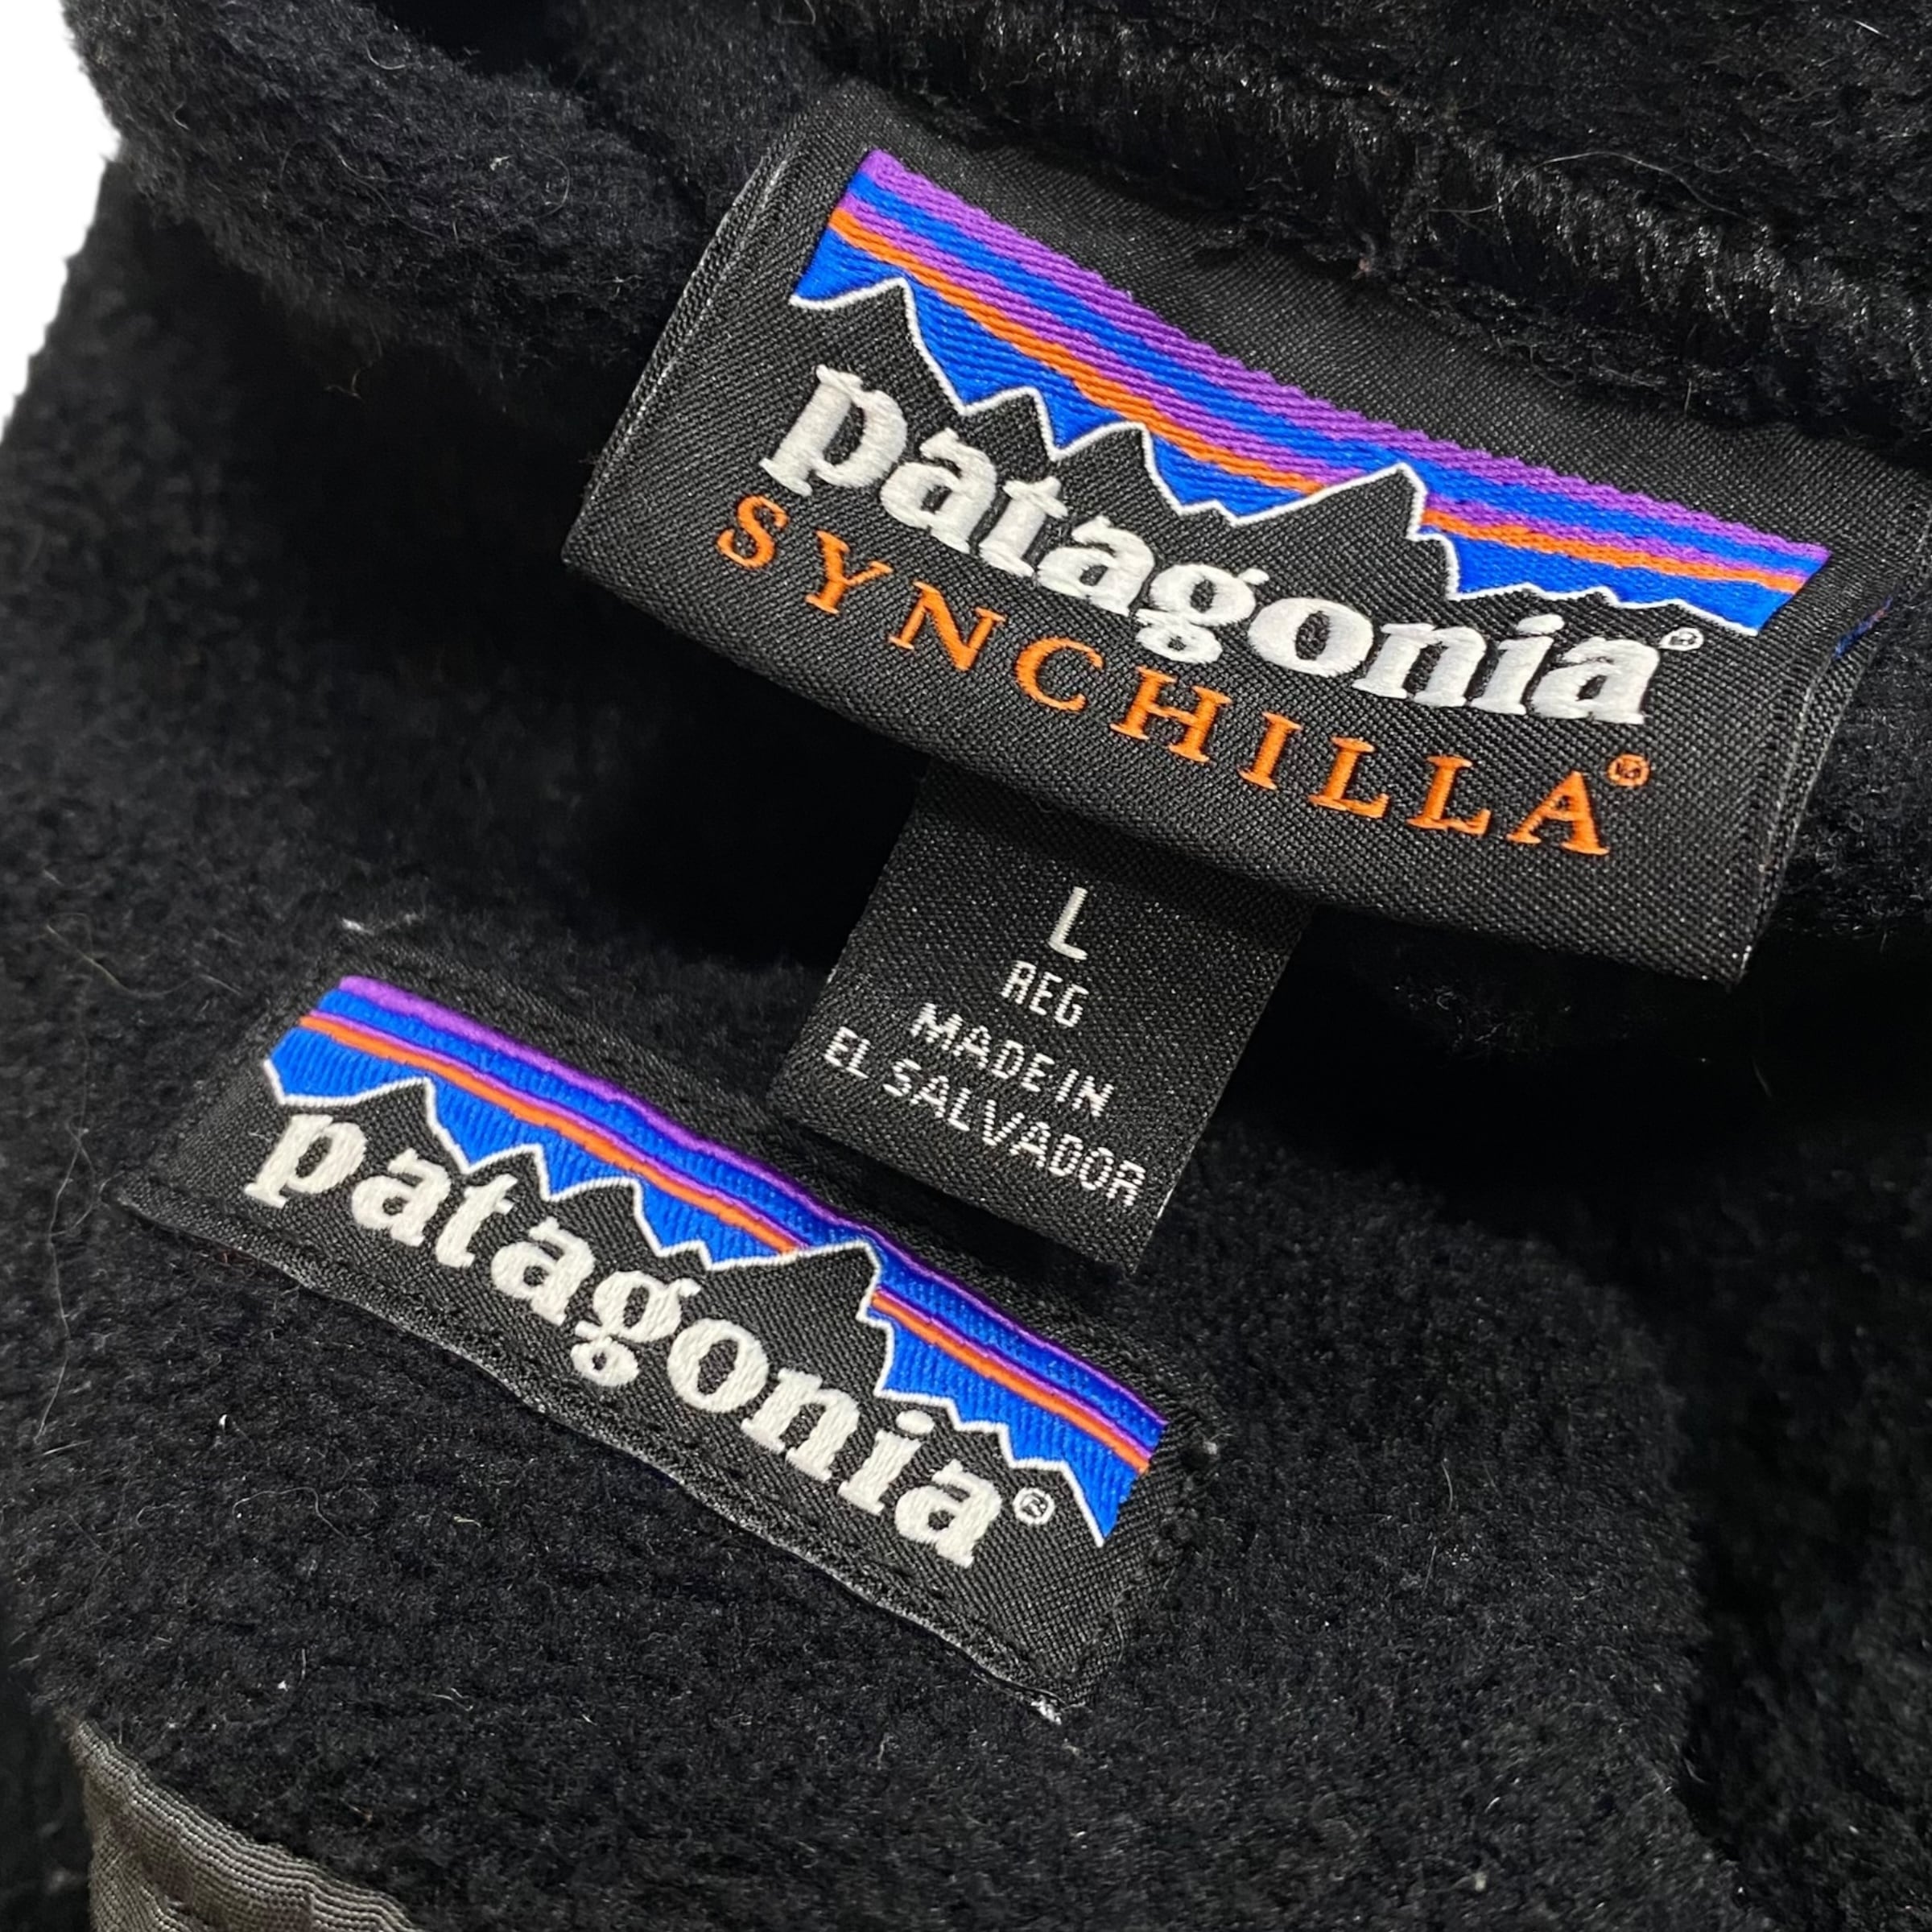 patagonia®
SYNCHILLA®
L
REG
MADE IN
EL SALVADOR
patagonia®